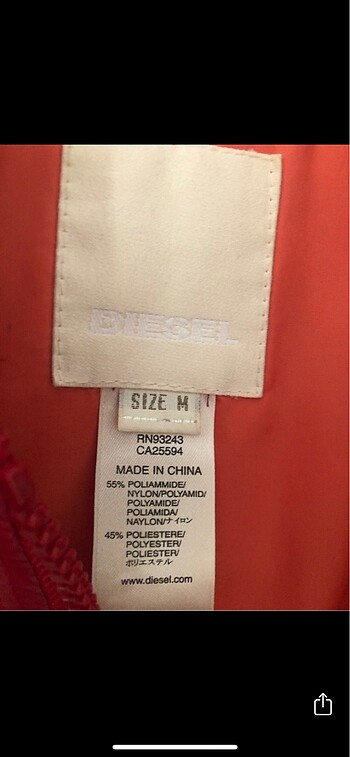 DIESEL
SIZE M
RN93243
CA25594
MADE IN CHINA
55% POLIAMMIDE/
NYLON/POLYAMID/
POLYAMIDE/
POLIAMIDA/
NAYLON/ナイロン
45% POLIESTERE/
POLYESTER/
POLIESTER/
ポリエステル
www.diesel.com